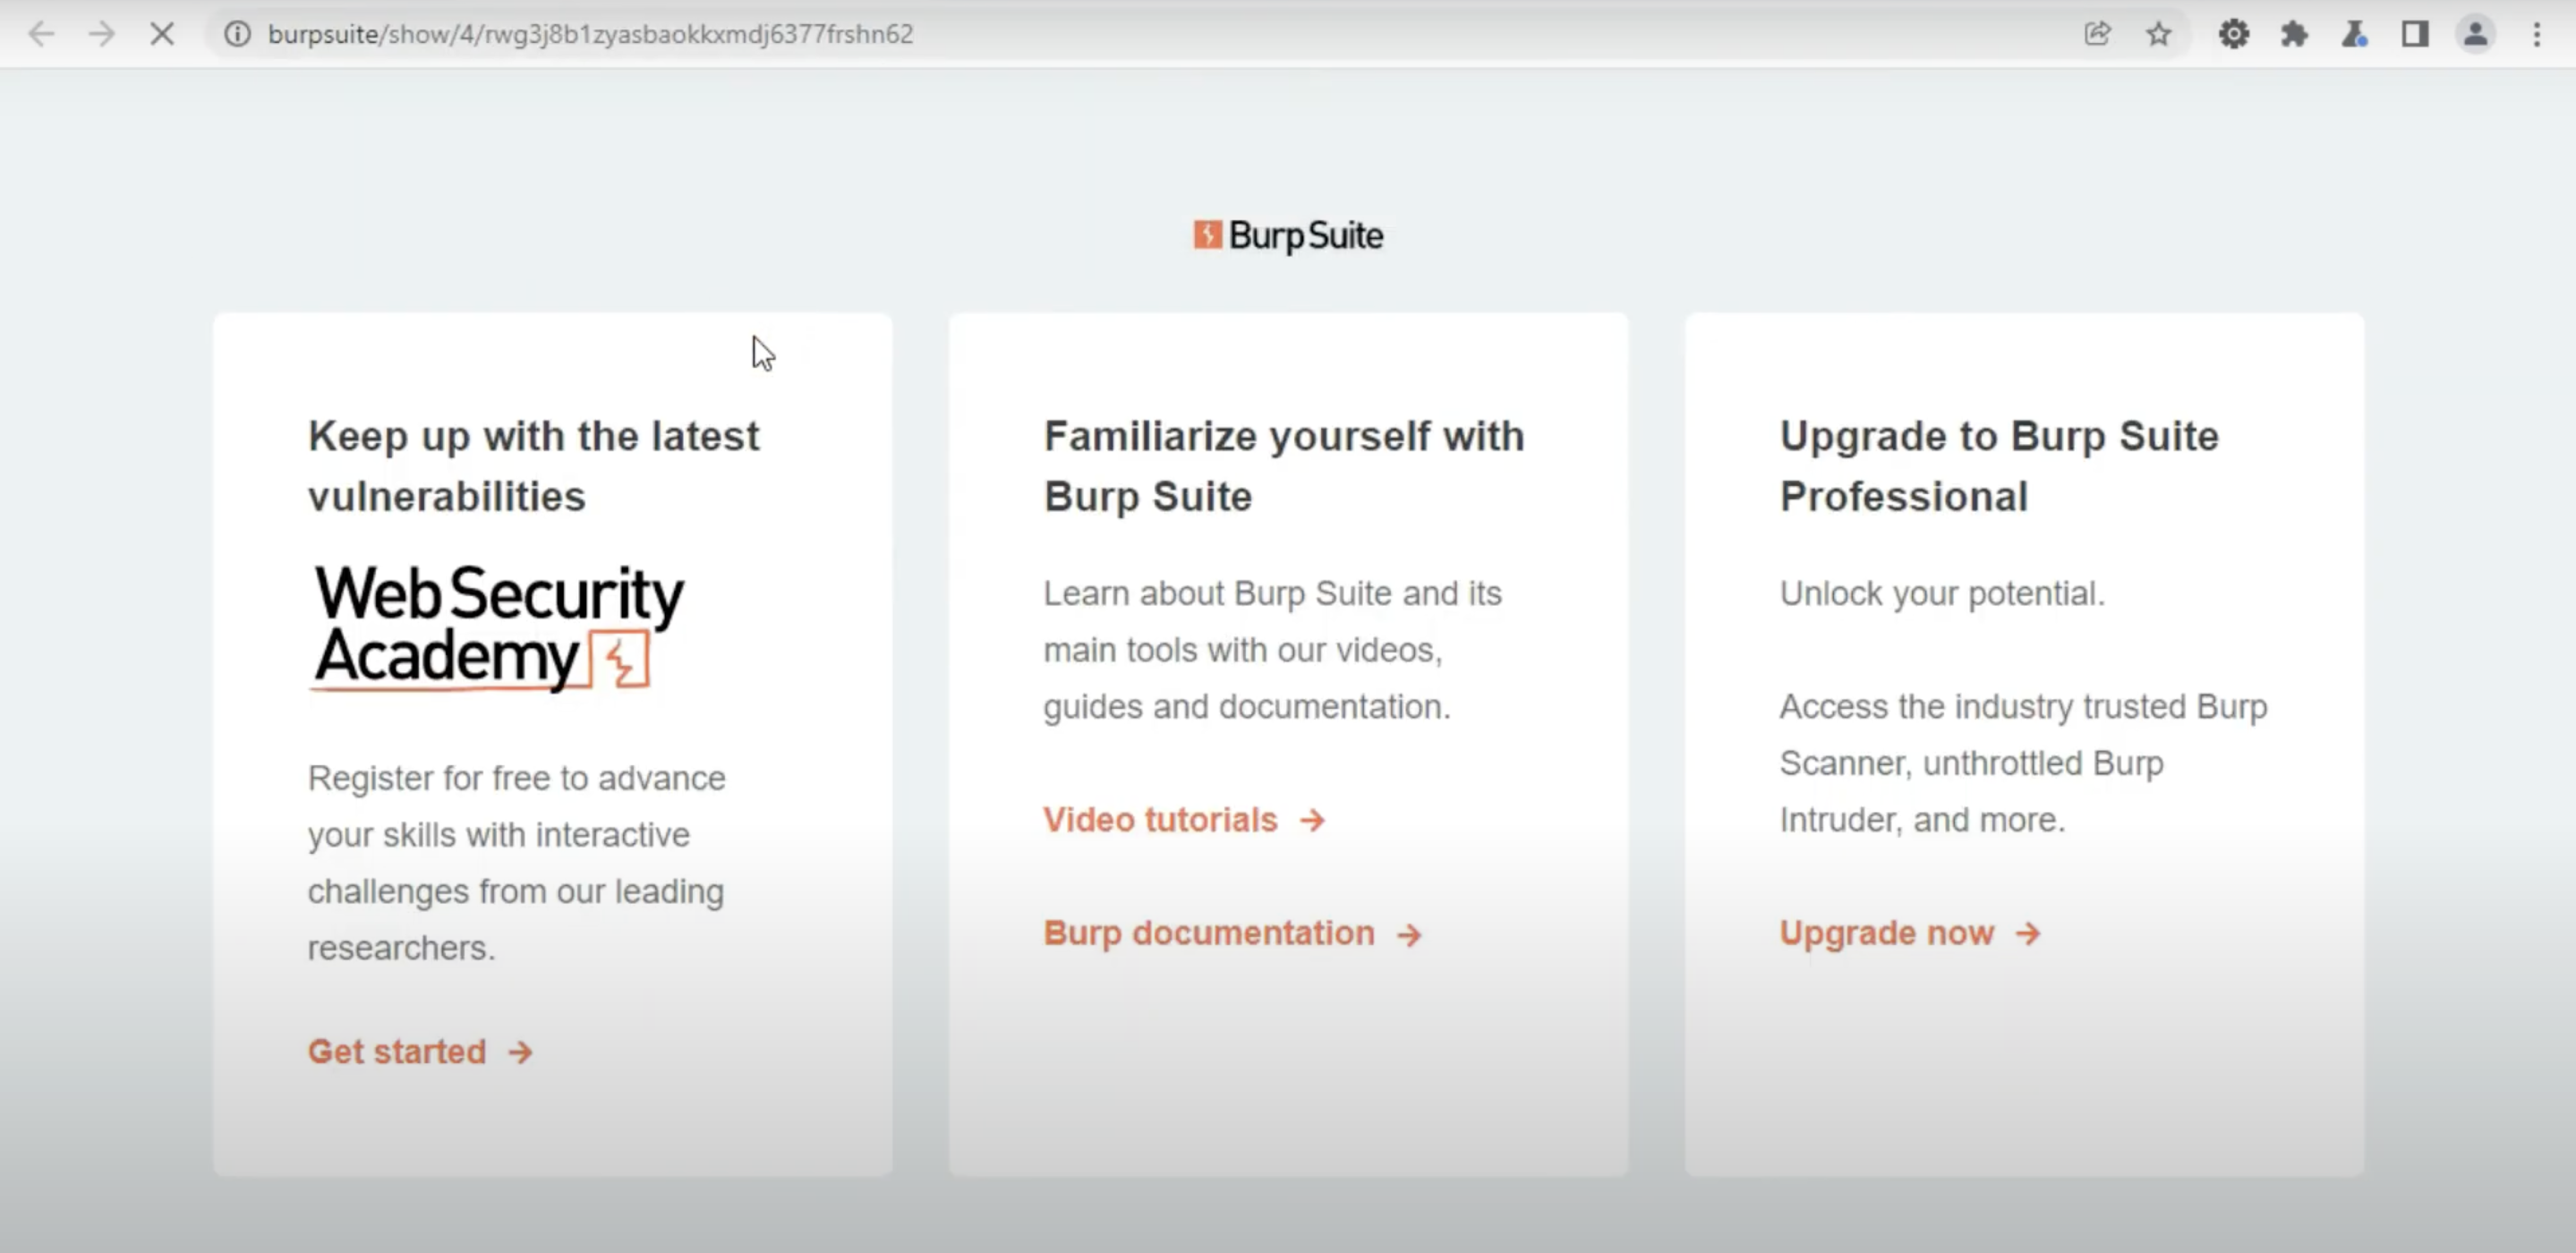 burpsuite/show/4/rwg3j8b1zyasbaokkxmdj6377frshn62
Burp Suite
Keep up with the latest
vulnerabilities
Web Security
Academy
Register for free to advance
your skills with interactive
challenges from our leading
researchers.
Get started →
Familiarize yourself with
Burp Suite
Learn about Burp Suite and its
main tools with our videos,
guides and documentation.
Video tutorials →
Burp documentation →
Upgrade to Burp Suite
Professional
Unlock your potential.
Access the industry trusted Burp
Scanner, unthrottled Burp
Intruder, and more.
Upgrade now →